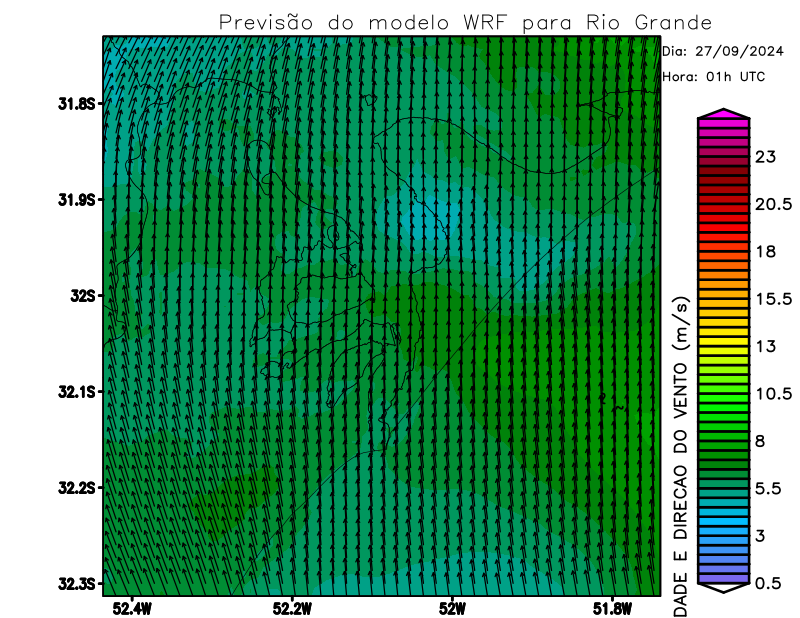 Previsão do modelo WRF para Rio Grande
Dia: 27/09/2024
Hora: 01h UTC
31.8S
31.9S
32S
32.1S
32.2S
32.3S
52.4W
52.2W
52W
51.8W
23
20.5
18
15.5
13
10.5
8
5.5
3
0.5
DADE E DIRECAO DO VENTO (m/s)